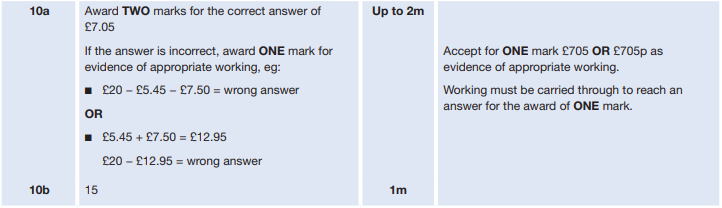 10a
Award TWO marks for the correct answer of
£7.05
Up to 2m
If the answer is incorrect, award ONE mark for
evidence of appropriate working, eg:
■ £20 – £5.45 – £7.50 = wrong answer
OR
■ £5.45 + £7.50 = £12.95
£20 – £12.95 = wrong answer
Accept for ONE mark £705 OR £705p as
evidence of appropriate working.
Working must be carried through to reach an
answer for the award of ONE mark.
10b
15
1m